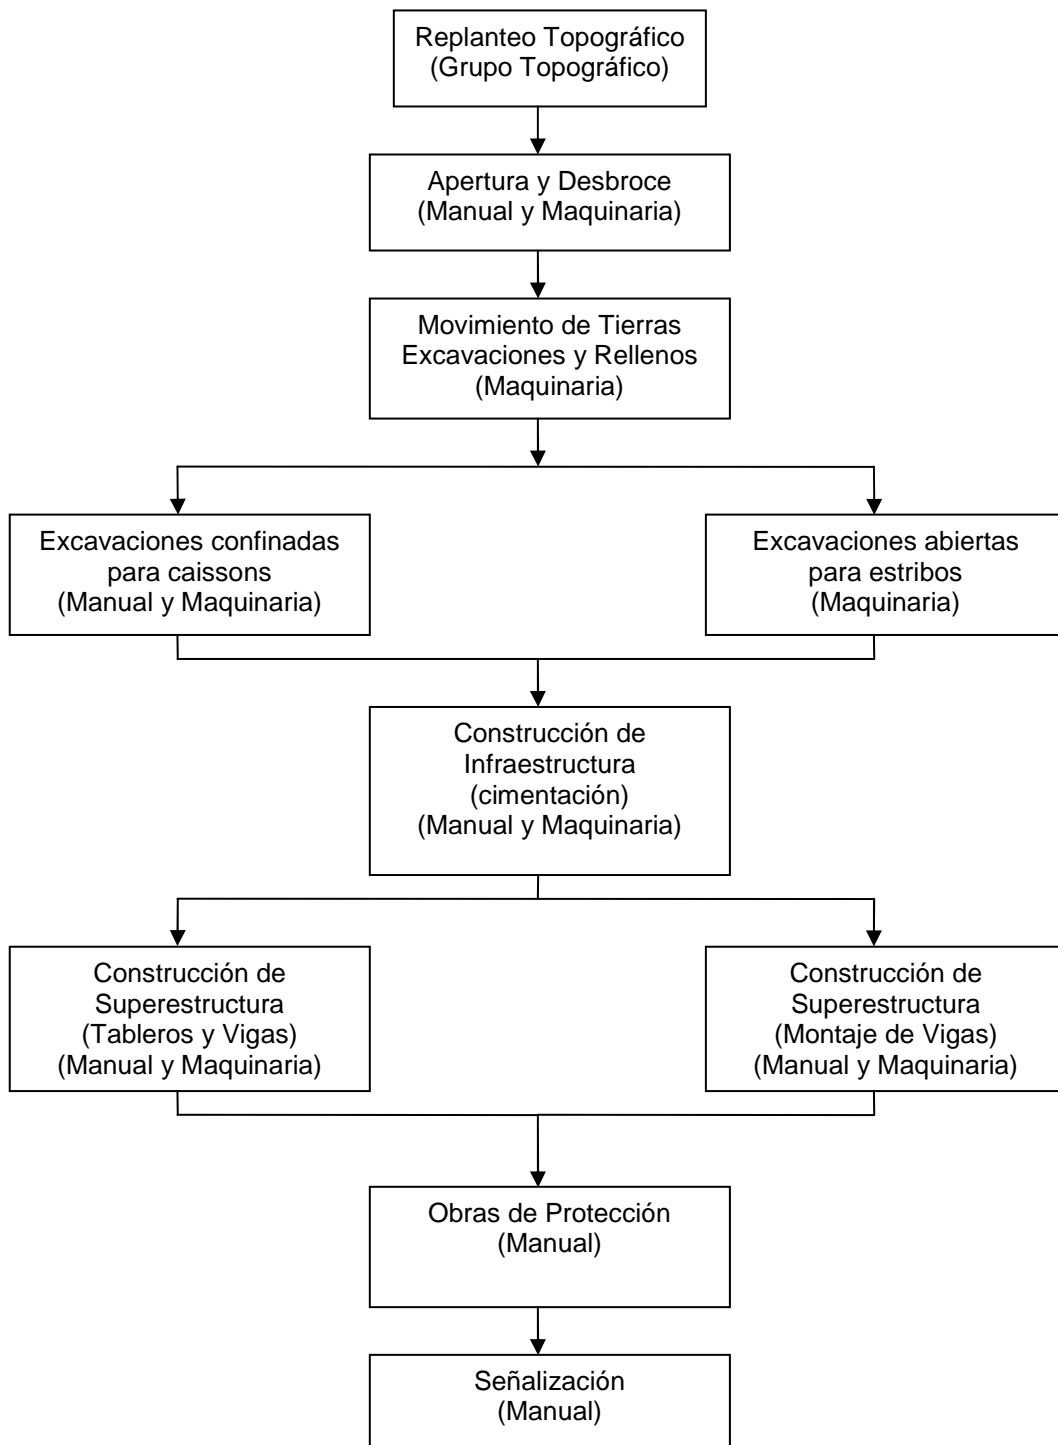 Replanteo Topográfico
(Grupo Topográfico)
Apertura y Desbroce
(Manual y Maquinaria)
Movimiento de Tierras
Excavaciones y Rellenos
(Maquinaria)
Excavaciones confinadas
para caissons
(Manual y Maquinaria)
Excavaciones abiertas
para estribos
(Maquinaria)
Construcción de
Infraestructura
(cimentación)
(Manual y Maquinaria)
Construcción de
Superestructura
(Tableros y Vigas)
(Manual y Maquinaria)
Construcción de
Superestructura
(Montaje de Vigas)
(Manual y Maquinaria)
Obras de Protección
(Manual)
Señalización
(Manual)